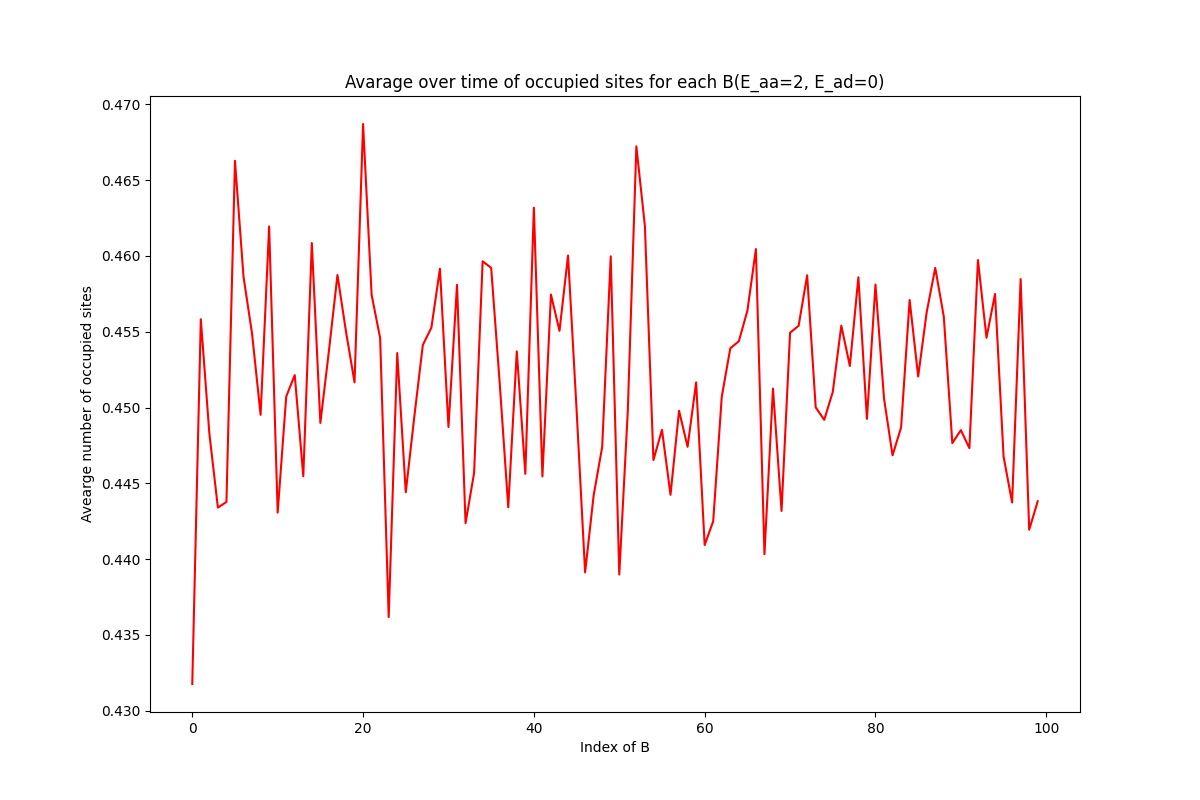 Avarage over time of occupied sites for each B(E_aa=2, E_ad=0)
0.470
0.465
0.460
0.455
0.450
0.445
0.440
0.435
0.430
Avearge number of occupied sites
0 20 40 60 80 100
Index of B